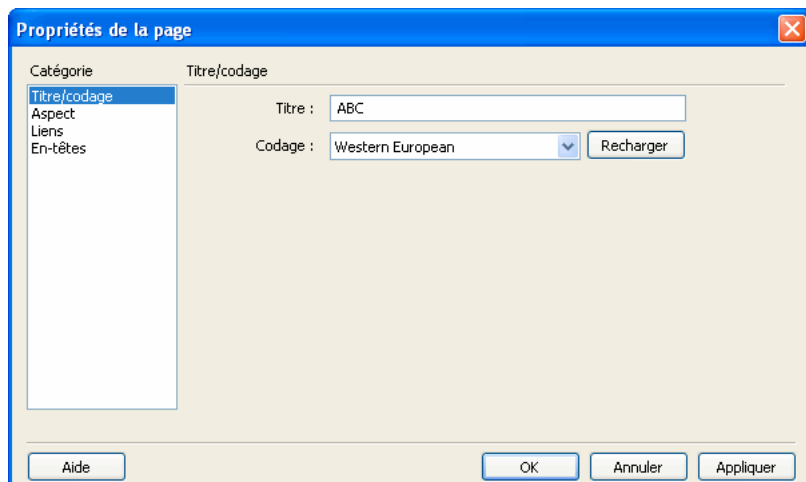 Propriétés de la page
Catégorie
Titre/codage
Titre/codage
Aspect
Liens
En-têtes
Titre :
ABC
Codage :
Western European
Recharger
Aide
OK
Annuler
Appliquer